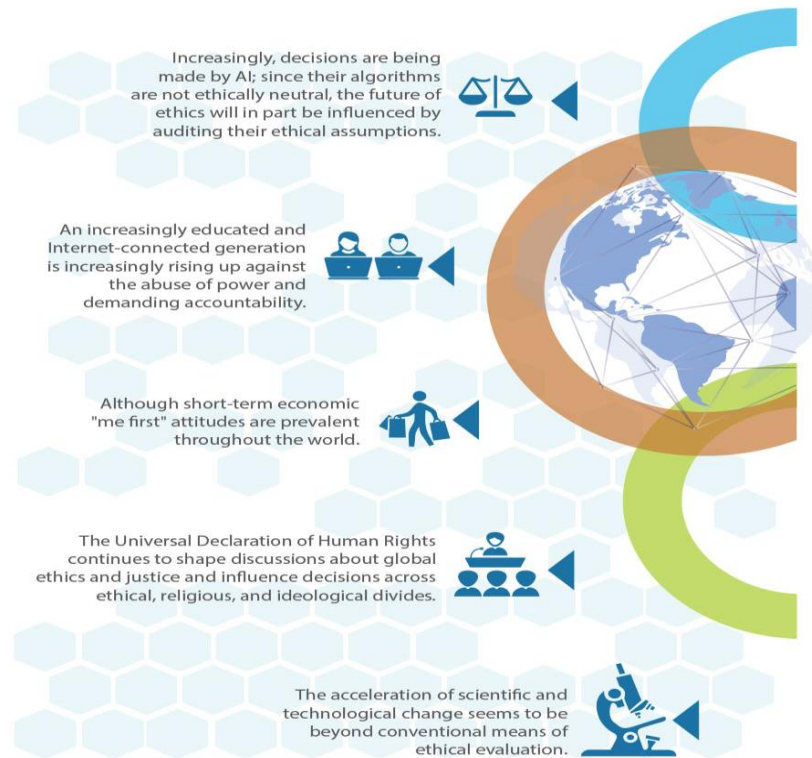 Increasingly, decisions are being
made by AI; since their algorithms
are not ethically neutral, the future of
ethics will in part be influenced by
auditing their ethical assumptions.
An increasingly educated and
Internet-connected generation
is increasingly rising up against
the abuse of power and
demanding accountability.
Although short-term economic
"me first" attitudes are prevalent
throughout the world.
The Universal Declaration of Human Rights
continues to shape discussions about global
ethics and justice and influence decisions across
ethical, religious, and ideological divides.
The acceleration of scientific and
technological change seems to be
beyond conventional means of
ethical evaluation.